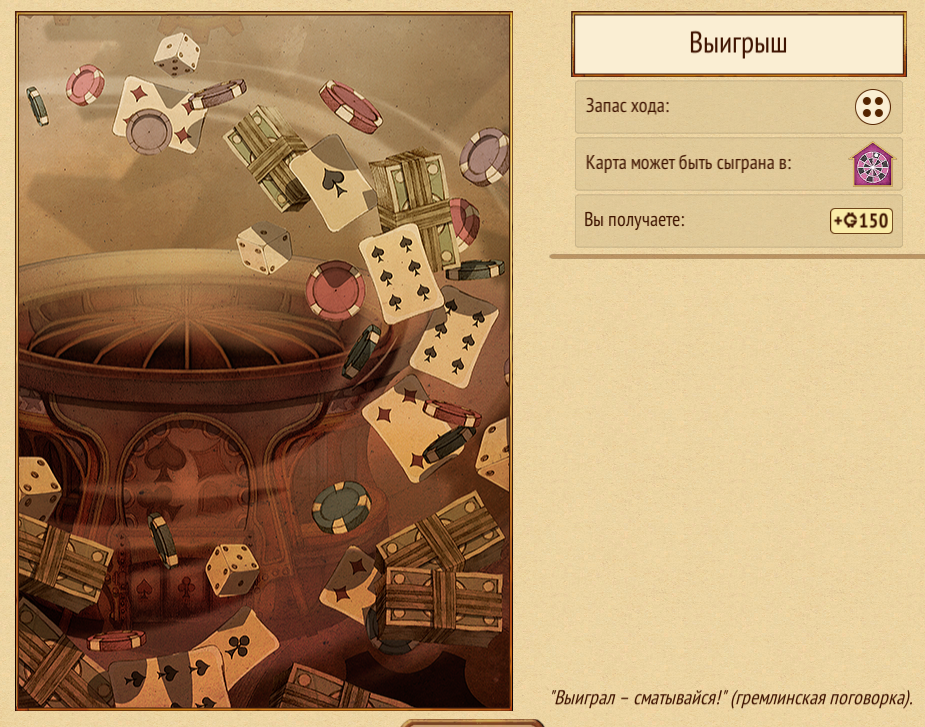 Выигрыш
Запас хода:
Карта может быть сыграна в:
Вы получаете: +150
"Выиграл – сматывайся!" (гремлинская поговорка).